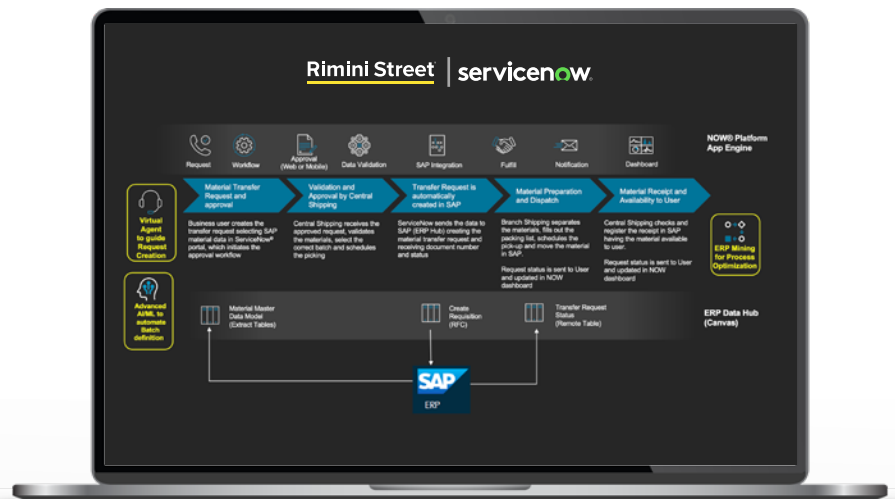 Rimini Street
servicenow®
NOW® Platform
App Engine
Request
Workflow
Approval
(Web or Mobile)
Data Validation
SAP Integration
Fulfill
Notification
Dashboard
Virtual
Agent
to guide
Request
Creation
Material Transfer
Request and
approval
Validation and
Approval by Central
Shipping
Transfer Request is
automatically
created in SAP
Material Preparation
and Dispatch
Material Receipt and
Availability to User
Business user creates the
transfer request selecting SAP
material data in ServiceNow®
portal, which initiates the
approval workflow
Central Shipping receives the
approved request, validates
the materials, select the
correct batch and schedules
the picking
ServiceNow sends the data to
SAP (ERP Hub) creating the
material transfer request and
receiving document number
and status
Branch Shipping separates
the materials, fills out the
packing list, schedules the
pick-up and move the material
in SAP.
Request status is sent to User
and updated in NOW
dashboard
Central Shipping checks and
register the receipt in SAP
having the material available
to user.
Request status is sent to User
and updated in NOW
dashboard
ERP Mining
for Process
Optimization
Advanced
AI/ML to
automate
Batch
definition
Material Master
Data Model
(Extract Tables)
Create
Requisition
(RFC)
Transfer Request
Status
(Remote Table)
ERP Data Hub
(Canvas)
SAP
ERP